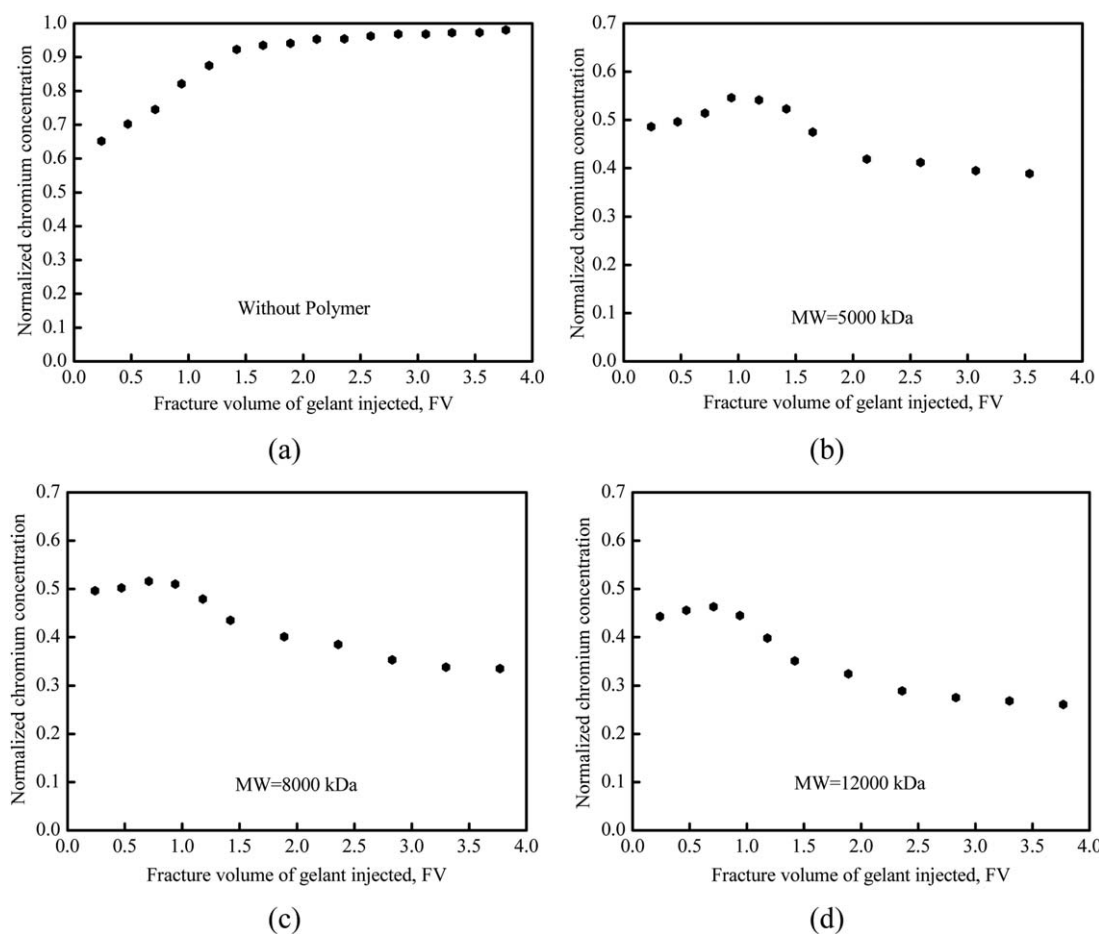 1.0
0.9
0.8
0.7
0.6
0.5
0.4
0.3
0.2
0.1
0.0
Normalized chromium concentration
Without Polymer
0.0 0.5 1.0 1.5 2.0 2.5 3.0 3.5 4.0
Fracture volume of gelant injected, FV
(a)
0.7
0.6
0.5
0.4
0.3
0.2
0.1
0.0
Normalized chromium concentration
MW=5000 kDa
0.0 0.5 1.0 1.5 2.0 2.5 3.0 3.5 4.0
Fracture volume of gelant injected, FV
(b)
0.7
0.6
0.5
0.4
0.3
0.2
0.1
0.0
Normalized chromium concentration
MW=8000 kDa
0.0 0.5 1.0 1.5 2.0 2.5 3.0 3.5 4.0
Fracture volume of gelant injected, FV
(c)
0.7
0.6
0.5
0.4
0.3
0.2
0.1
0.0
Normalized chromium concentration
MW=12000 kDa
0.0 0.5 1.0 1.5 2.0 2.5 3.0 3.5 4.0
Fracture volume of gelant injected, FV
(d)